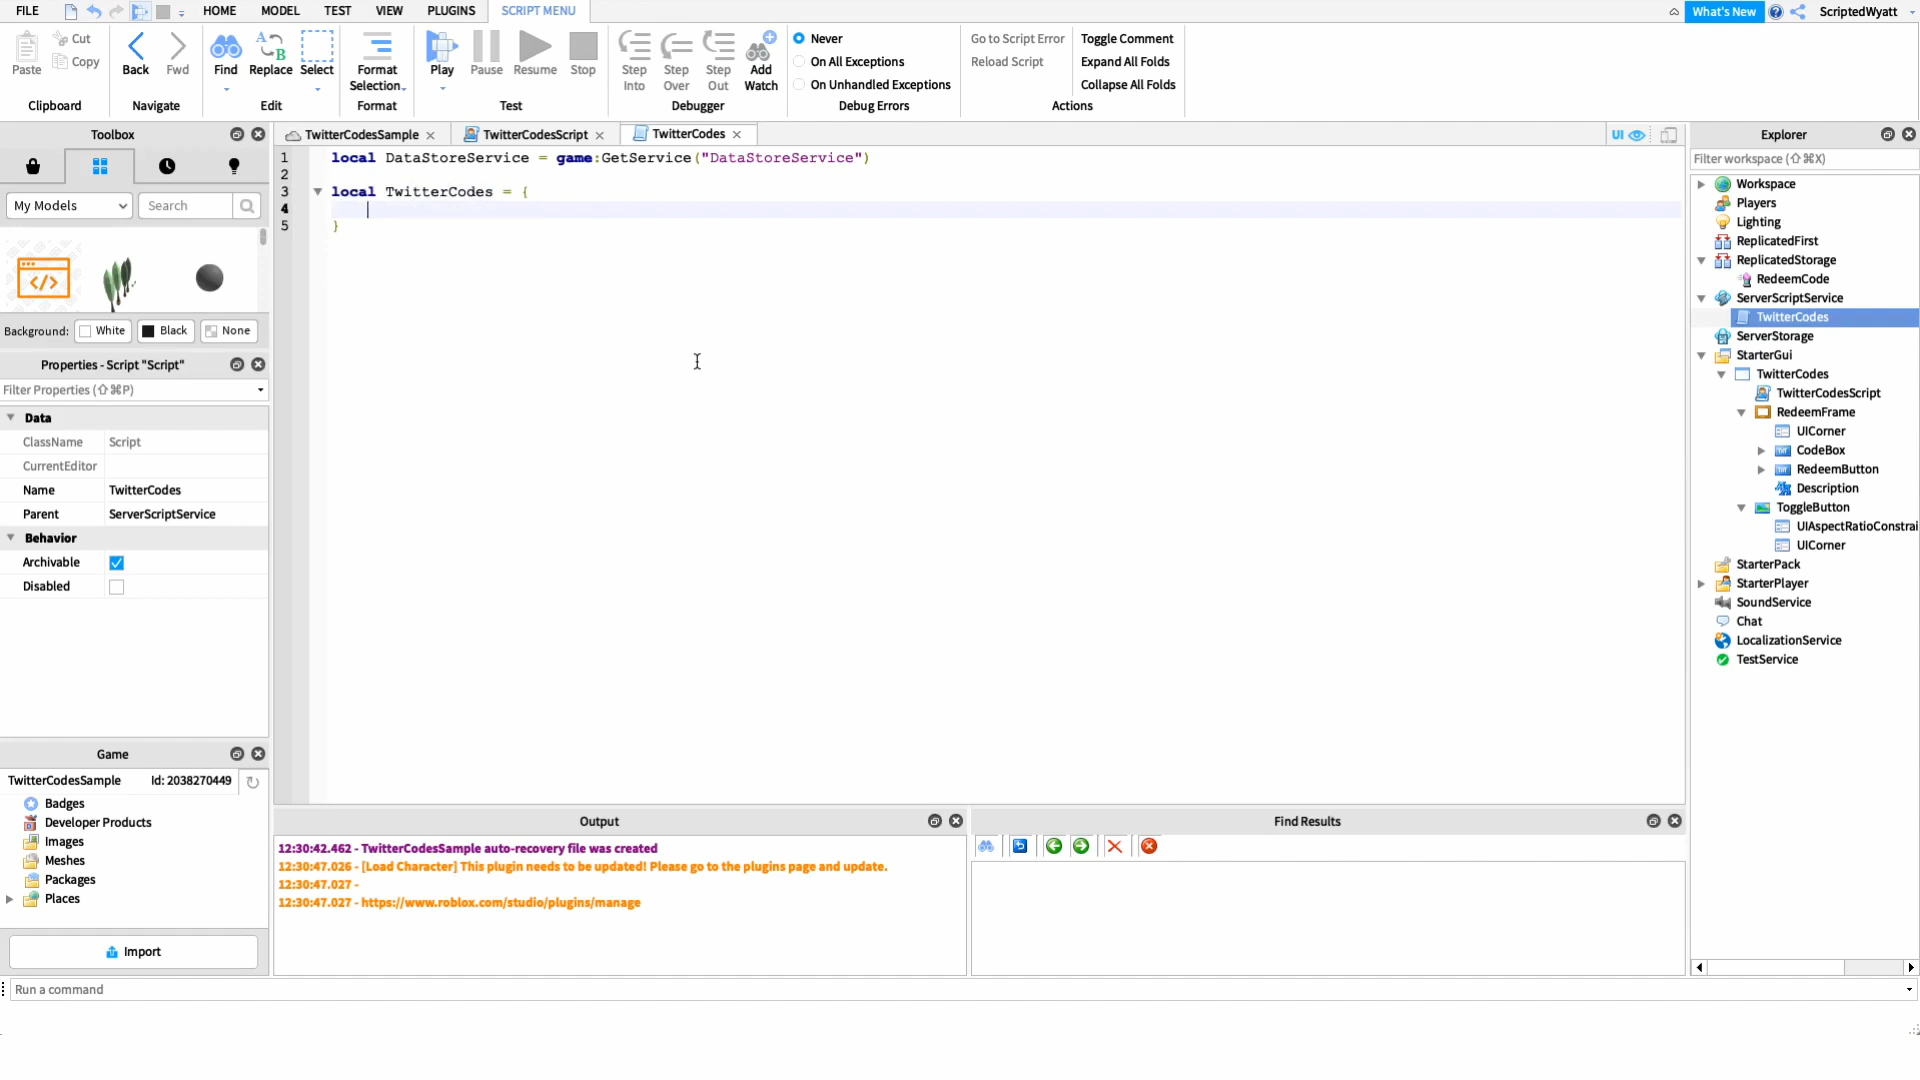 FILE HOME MODEL TEST VIEW PLUGINS SCRIPT MENU What's New ScriptedWyatt
Paste Cut Copy Clipboard
Back Fwd Navigate
Find Replace Select Edit
Format Selection Format
Play Pause Resume Stop Test
Step Into Step Over Step Out Add Watch Debugger
Never
On All Exceptions
On Unhandled Exceptions
Debug Errors
Go to Script Error Toggle Comment
Reload Script Expand All Folds
Collapse All Folds
Actions
Toolbox
My Models Search
Background: White Black None
Properties - Script "Script"
Filter Properties (⇧⌘P)
Data
ClassName Script
CurrentEditor
Name TwitterCodes
Parent ServerScriptService
Behavior
Archivable
Disabled
Game
TwitterCodesSample Id: 2038270449
Badges
Developer Products
Images
Meshes
Packages
Places
Import
TwitterCodesSample TwitterCodesScript TwitterCodes UI
1 local DataStoreService = game:GetService("DataStoreService")
2
3 local TwitterCodes = {
4
5 }
Output
12:30:42.462 - TwitterCodesSample auto-recovery file was created
12:30:47.026 - [Load Character] This plugin needs to be updated! Please go to the plugins page and update.
12:30:47.027 -
12:30:47.027 - https://www.roblox.com/studio/plugins/manage
Find Results
Explorer
Filter workspace (⇧⌘X)
Workspace
Players
Lighting
ReplicatedFirst
ReplicatedStorage
RedeemCode
ServerScriptService
TwitterCodes
ServerStorage
StarterGui
TwitterCodes
TwitterCodesScript
RedeemFrame
UICorner
CodeBox
RedeemButton
Description
ToggleButton
UIAspectRatioConstrai
UICorner
StarterPack
StarterPlayer
SoundService
Chat
LocalizationService
TestService
Run a command